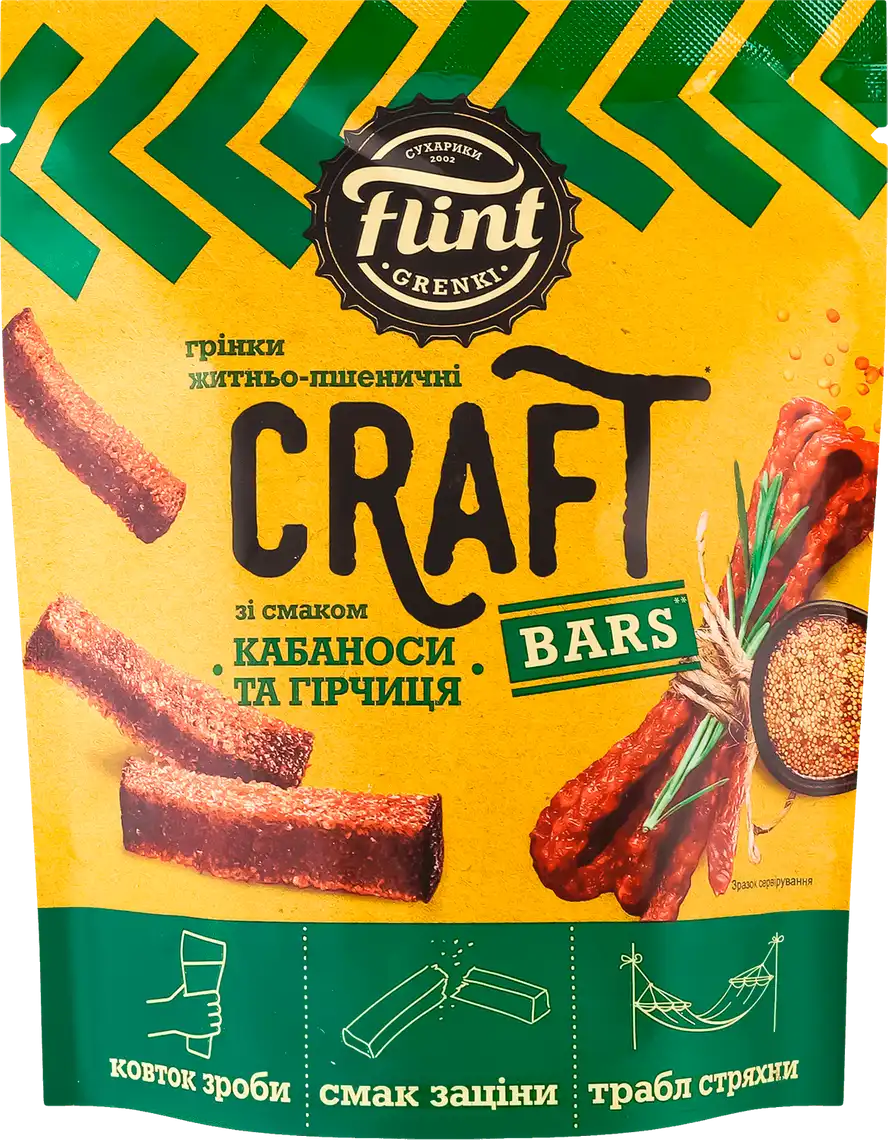 СУХАРИКИ
2002
flint
• GRENKI •
грінки
житньо-пшеничні
CRAFT*
зі смаком
• КАБАНОСИ
ТА ГІРЧИЦЯ •
BARS**
Зразок сервірування
ковток зроби
смак заціни
трабл стряхни